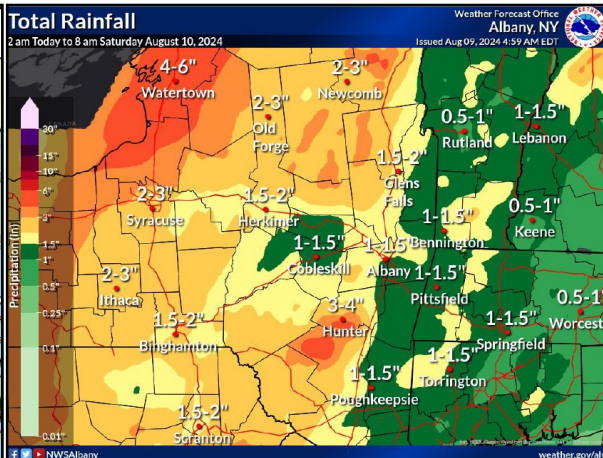 Total Rainfall
2 am Today to 8 am Saturday August 10, 2024
Weather Forecast Office
Albany, NY
Issued Aug 09, 2024 4:59 AM EDT
4-6"
Watertown
2-3"
Newcomb
2-3"
Old
Forge
0.5-1"
Rutland
1-1.5"
Lebanon
1.5-2"
Glens
Falls
2-3"
Syracuse
1.5-2"
Herkimer
1-1.5"
Bennington
0.5-1"
Keene
1-1.5"
Cobleskill
1-1.5"
Albany
1-1.5"
Pittsfield
2-3"
Ithaca
1.5-2"
Binghamton
3-4"
Hunter
0.5-1"
Worcest
1-1.5"
Springfield
1-1.5"
Torrington
1-1.5"
Poughkeepsie
1.5-2"
Scranton
Precipitation (in)
30"
15"
10"
6"
3"
1.5"
1"
0.5"
0.25"
0.1"
0.01"
NWSAlbany
weather.gov/al